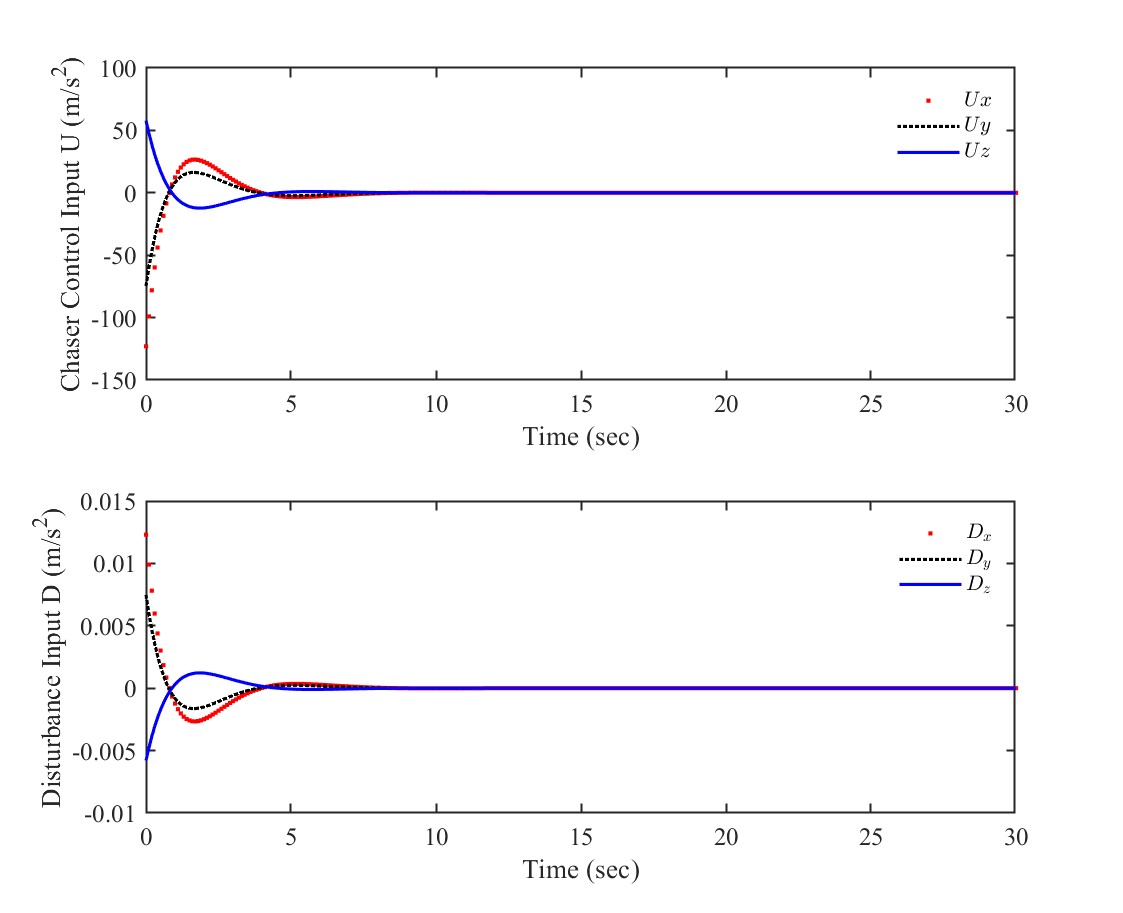 100
50
0
-50
-100
-150
Chaser Control Input U (m/s²)
Ux
Uy
Uz
0 5 10 15 20 25 30
Time (sec)
0.015
0.01
0.005
0
-0.005
-0.01
Disturbance Input D (m/s²)
Dₓ
D_y
D_z
0 5 10 15 20 25 30
Time (sec)